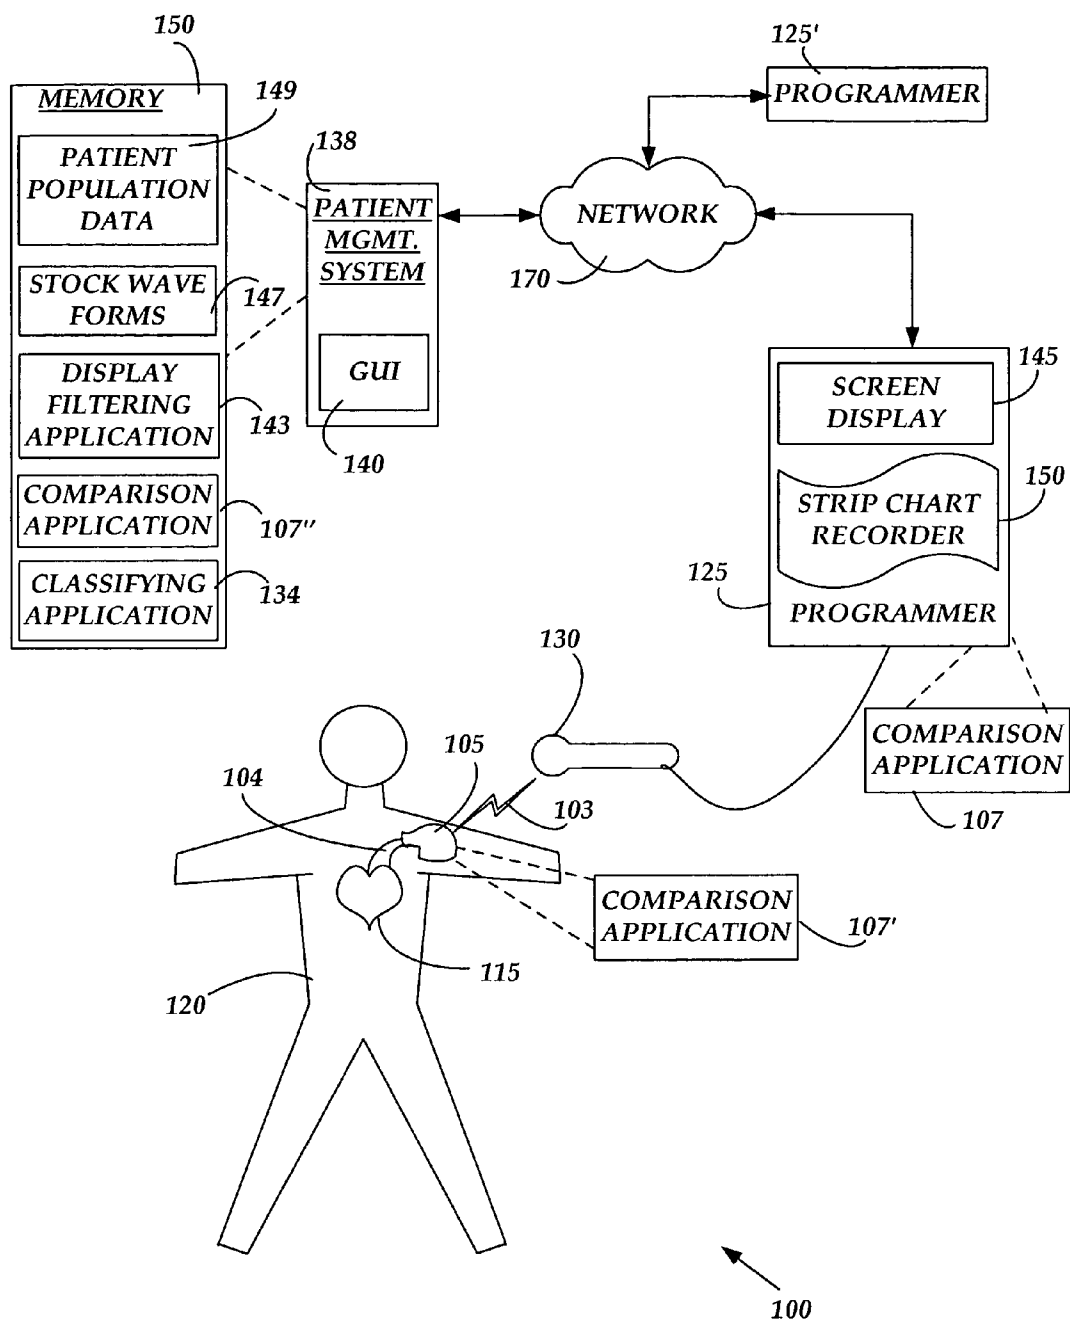 150
MEMORY
149
PATIENT
POPULATION
DATA
STOCK WAVE
FORMS
147
DISPLAY
FILTERING
APPLICATION
143
COMPARISON
APPLICATION
107"
CLASSIFYING
APPLICATION
134
138
PATIENT
MGMT.
SYSTEM
GUI
140
NETWORK
170
125'
PROGRAMMER
145
SCREEN
DISPLAY
150
STRIP CHART
RECORDER
125
PROGRAMMER
COMPARISON
APPLICATION
107
130
105
104
103
COMPARISON
APPLICATION
107'
115
120
100